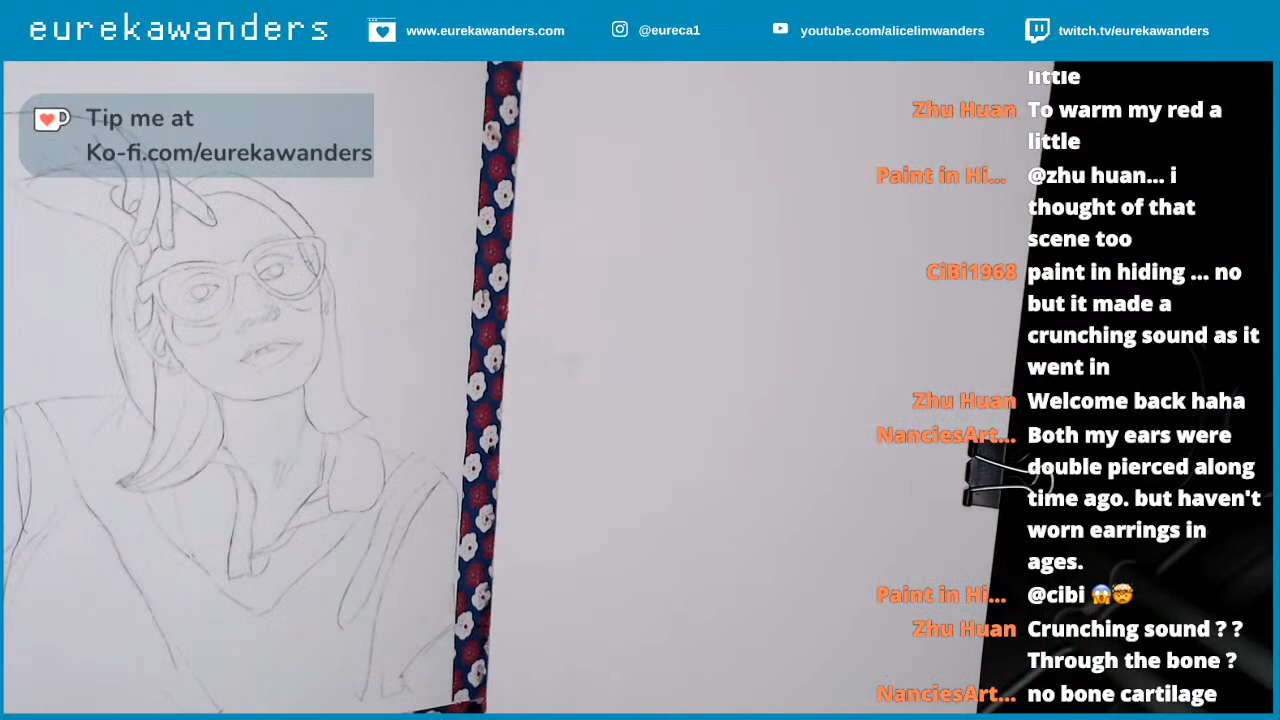 eurekawanders
www.eurekawanders.com
@eureca1
youtube.com/alicelimwanders
twitch.tv/eurekawanders
Tip me at
Ko-fi.com/eurekawanders
little
Zhu Huan To warm my red a
little
Paint in Hi... @zhu huan... i
thought of that
scene too
CiBi1968 paint in hiding ... no
but it made a
crunching sound as it
went in
Zhu Huan Welcome back haha
NanciesArt... Both my ears were
double pierced along
time ago. but haven't
worn earrings in
ages.
Paint in Hi... @cibi 😱🤯
Zhu Huan Crunching sound ? ?
Through the bone ?
NanciesArt... no bone cartilage